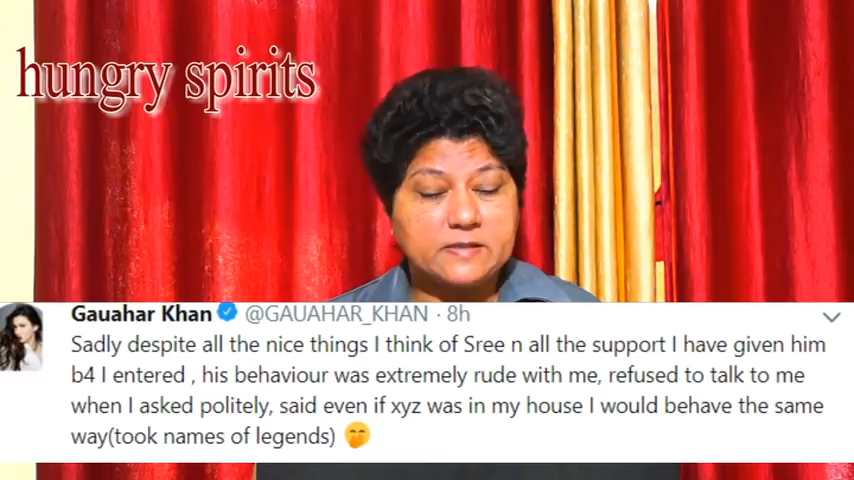 hungry spirits
Gauahar Khan @GAUAHAR_KHAN · 8h
Sadly despite all the nice things I think of Sree n all the support I have given him
b4 I entered , his behaviour was extremely rude with me, refused to talk to me
when I asked politely, said even if xyz was in my house I would behave the same
way(took names of legends) 🤭